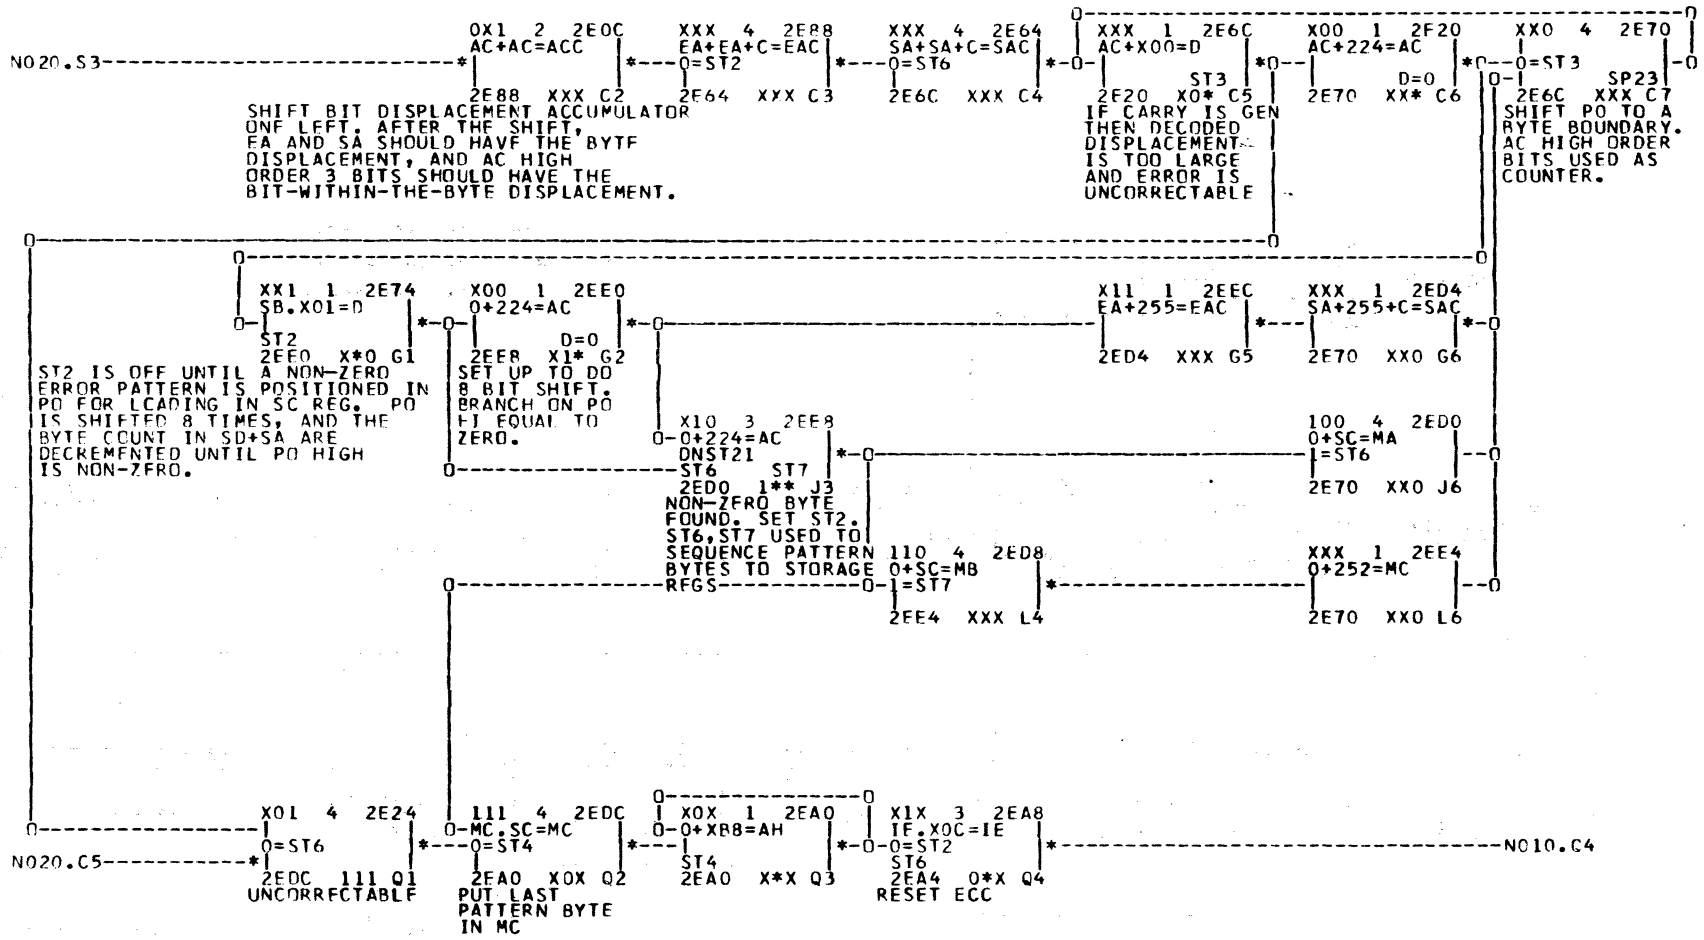 0X1 2 2E0C
AC+AC=ACC
2E88 XXX C2
XXX 4 2E88
EA+EA+C=EAC
0=ST2
2E64 XXX C3
XXX 4 2E64
SA+SA+C=SAC
0=ST6
2E6C XXX C4
XXX 1 2E6C
AC+X00=D
ST3
2E20 X0* C5
X00 1 2F20
AC+224=AC
D=0
2E70 XX* C6
XX0 4 2E70
0=ST3
SP23
2E6C XXX C7
N020.S3
SHIFT BIT DISPLACEMENT ACCUMULATOR
ONE LEFT. AFTER THE SHIFT,
EA AND SA SHOULD HAVE THE BYTE
DISPLACEMENT, AND AC HIGH
ORDER 3 BITS SHOULD HAVE THE
BIT-WITHIN-THE-BYTE DISPLACEMENT.
IF CARRY IS GEN
THEN DECODED
DISPLACEMENT
IS TOO LARGE
AND ERROR IS
UNCORRECTABLE
SHIFT PO TO A
BYTE BOUNDARY.
AC HIGH ORDER
BITS USED AS
COUNTER.
XX1 1 2E74
SB.X01=D
ST2
2EE0 X*0 G1
ST2 IS OFF UNTIL A NON-ZERO
ERROR PATTERN IS POSITIONED IN
PO FOR LOADING IN SC REG. PO
IS SHIFTED 8 TIMES, AND THE
BYTE COUNT IN SD+SA ARE
DECREMENTED UNTIL PO HIGH
IS NON-ZERO.
X00 1 2EE0
0+224=AC
D=0
2EE8 X1* G2
SET UP TO DO
8 BIT SHIFT.
BRANCH ON PO
HI EQUAL TO
ZERO.
X11 1 2EEC
EA+255=EAC
2ED4 XXX G5
XXX 1 2ED4
SA+255+C=SAC
2E70 XX0 G6
X10 3 2EE8
0+224=AC
DNST21
ST6 ST7
2ED0 1** J3
NON-ZERO BYTE
FOUND. SET ST2.
ST6,ST7 USED TO
SEQUENCE PATTERN
BYTES TO STORAGE
REGS
100 4 2ED0
0+SC=MA
1=ST6
2E70 XX0 J6
110 4 2ED8
0+SC=MB
1=ST7
2EE4 XXX L4
XXX 1 2EE4
0+252=MC
2E70 XX0 L6
X01 4 2E24
0=ST6
2EDC 111 Q1
UNCORRECTABLE
N020.C5
111 4 2EDC
MC.SC=MC
0=ST4
2EA0 X0X Q2
PUT LAST
PATTERN BYTE
IN MC
X0X 1 2EA0
0+XB8=AH
ST4
2EA0 X*X Q3
X1X 3 2EA8
IE.X0C=IE
0=ST2
ST6
2EA4 0*X Q4
RESET ECC
N010.C4